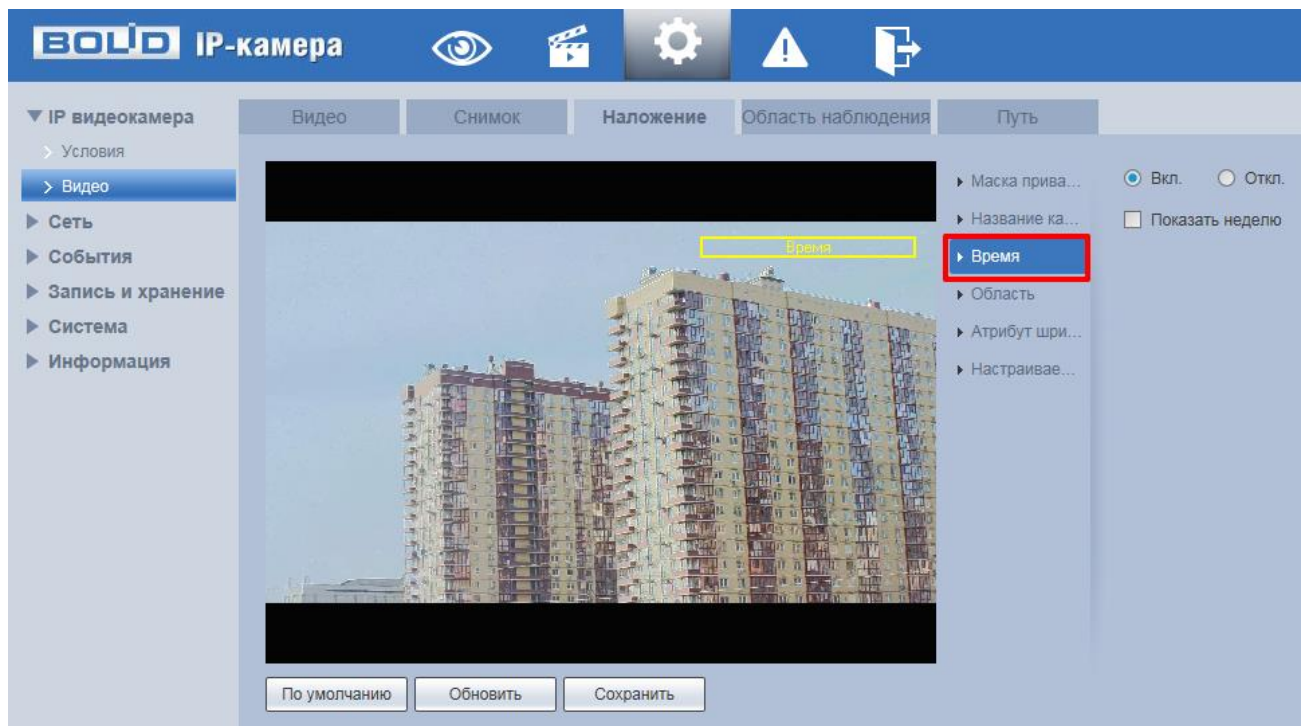 BOLID IP-камера
IP видеокамера
Условия
Видео
Сеть
События
Запись и хранение
Система
Информация
Видео
Снимок
Наложение
Область наблюдения
Путь
Время
Маска прива...
Название ка...
Время
Область
Атрибут шри...
Настраивае...
Вкл.
Откл.
Показать неделю
По умолчанию
Обновить
Сохранить